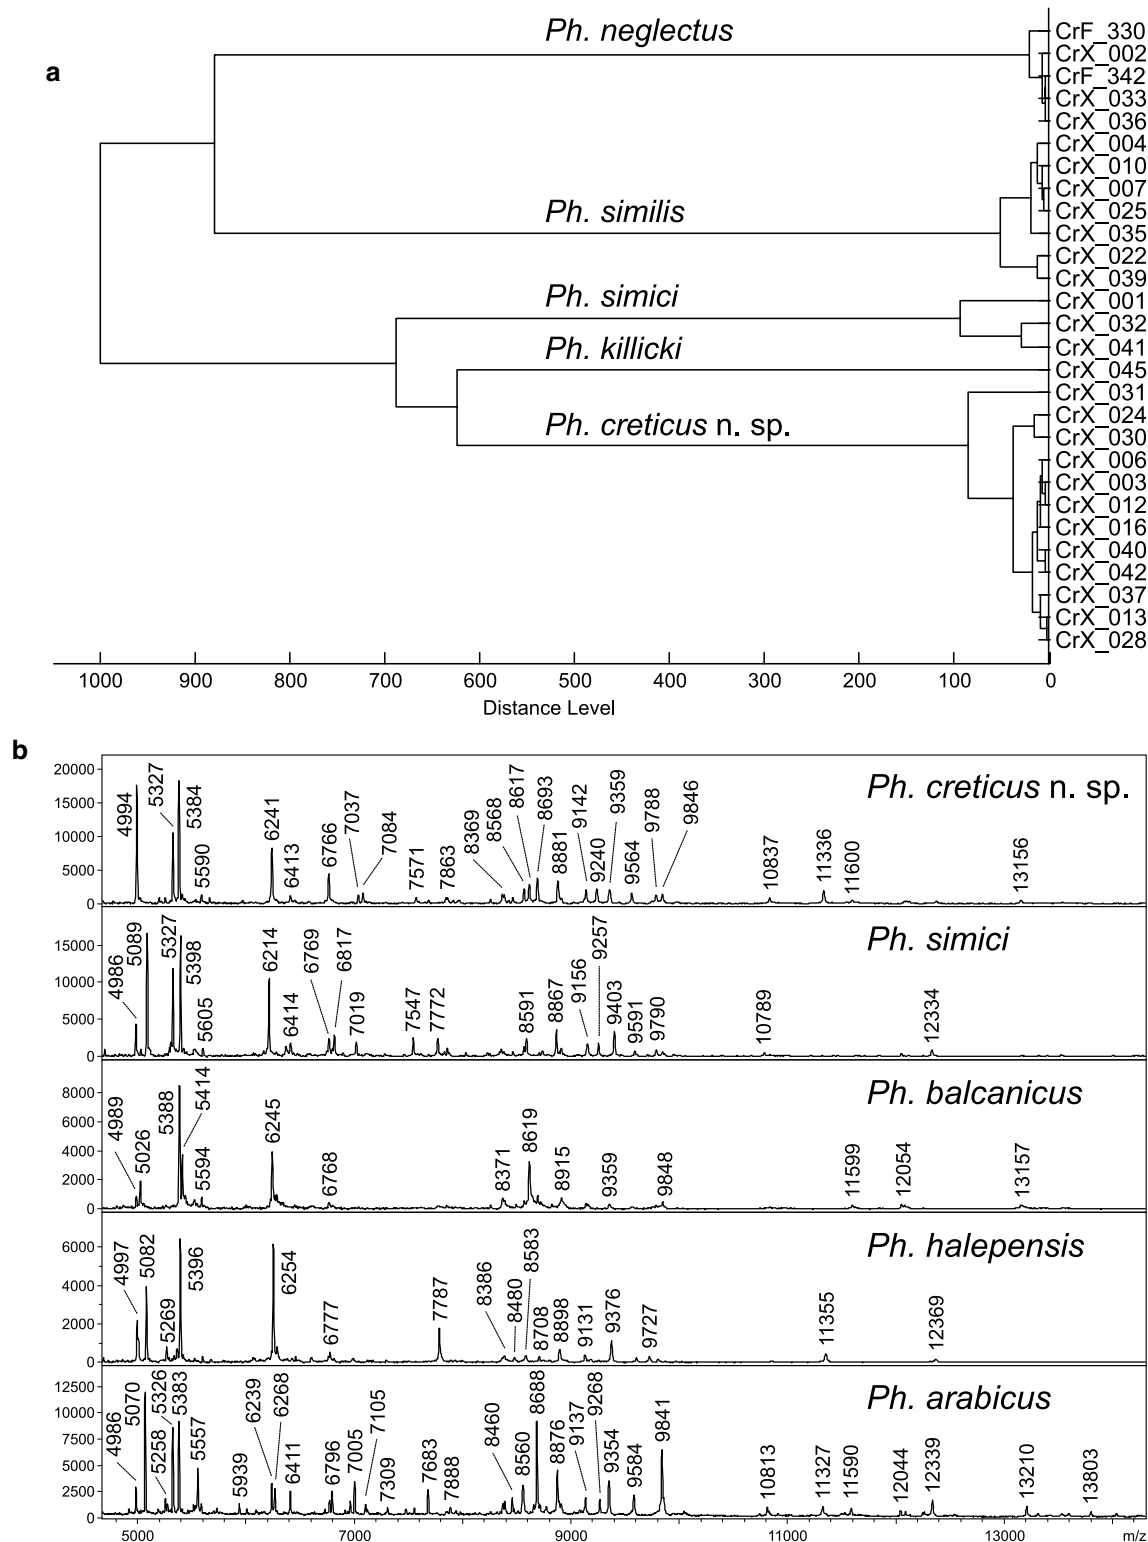 a
Ph. neglectus
Ph. similis
Ph. simici
Ph. killicki
Ph. creticus n. sp.
CrF_330
CrX_002
CrF_342
CrX_033
CrX_036
CrX_004
CrX_010
CrX_007
CrX_025
CrX_035
CrX_022
CrX_039
CrX_001
CrX_032
CrX_041
CrX_045
CrX_031
CrX_024
CrX_030
CrX_006
CrX_003
CrX_012
CrX_016
CrX_040
CrX_042
CrX_037
CrX_013
CrX_028
1000 900 800 700 600 500 400 300 200 100 0
Distance Level
b
Ph. creticus n. sp.
20000
15000
10000
5000
0
4994 5327 5384 5590 6241 6413 6766 7037 7084 7571 7863 8369 8568 8617 8693 8881 9142 9240 9359 9564 9788 9846 10837 11336 11600 13156
Ph. simici
15000
10000
5000
0
4986 5089 5327 5398 5605 6214 6414 6769 6817 7019 7547 7772 8591 8867 9156 9257 9403 9591 9790 10789 12334
Ph. balcanicus
8000
6000
4000
2000
0
4989 5026 5388 5414 5594 6245 6768 8371 8619 8915 9359 9848 11599 12054 13157
Ph. halepensis
6000
4000
2000
0
4997 5082 5269 5396 6254 6777 7787 8386 8480 8583 8708 8898 9131 9376 9727 11355 12369
Ph. arabicus
12500
10000
7500
5000
2500
0
4986 5070 5258 5326 5383 5557 5939 6239 6268 6411 6796 7005 7105 7309 7683 7888 8460 8560 8688 8876 9137 9268 9354 9584 9841 10813 11327 11590 12044 12339 13210 13803
5000 7000 9000 11000 13000 m/z